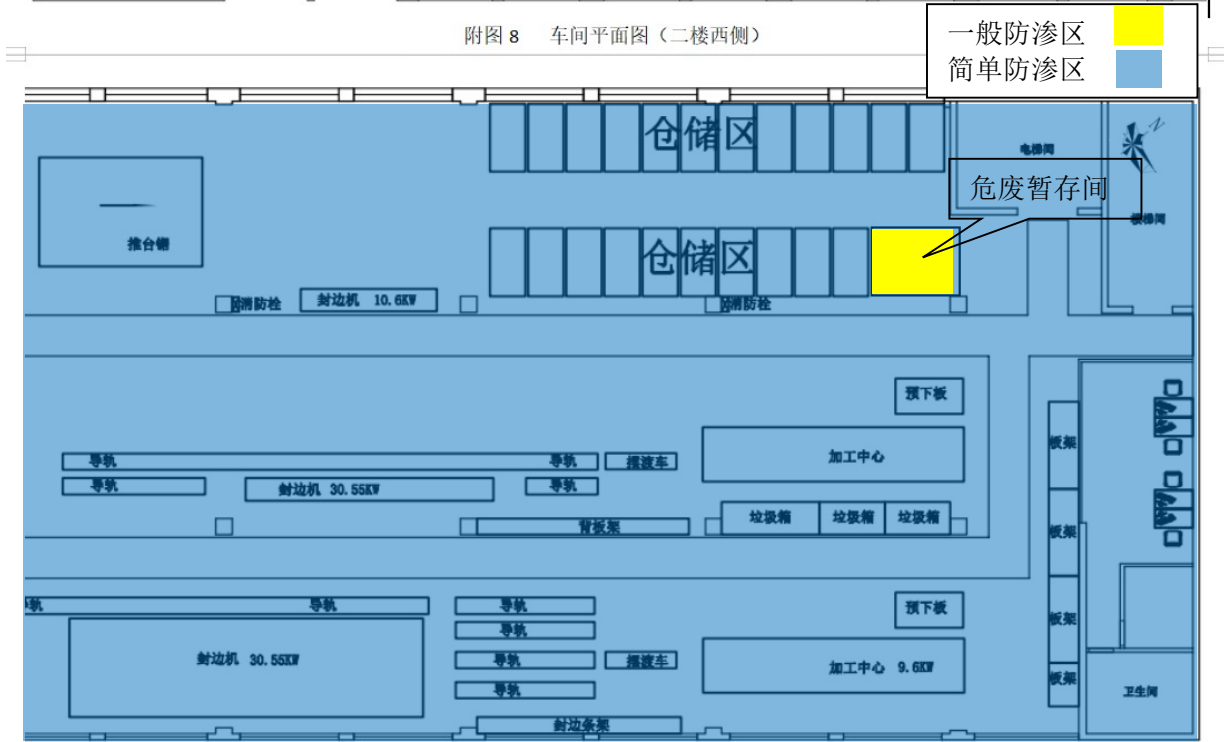 附图 8 车间平面图（二楼西侧）
一般防渗区
简单防渗区
仓储区
电梯间
N
危废暂存间
楼梯间
推台锯
仓储区
消防栓
封边机 10.6KW
消防栓
预下板
导轨
导轨
摆渡车
加工中心
板架
导轨
封边机 30.55KW
导轨
背板架
垃圾箱
垃圾箱
垃圾箱
板架
导轨
导轨
导轨
预下板
导轨
板架
封边机 30.55KW
导轨
摆渡车
加工中心 9.6KW
导轨
板架
卫生间
封边条架